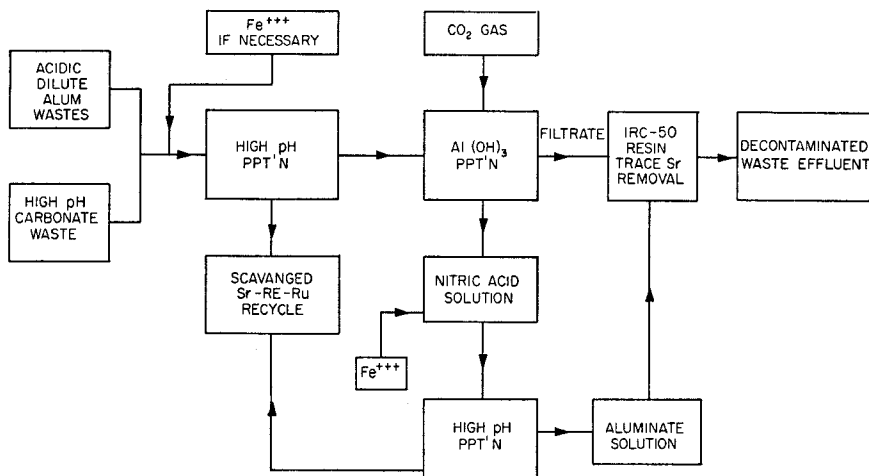 Fe+++
IF NECESSARY
CO₂ GAS
ACIDIC
DILUTE
ALUM
WASTES
HIGH pH
PPT'N
Al (OH)₃
PPT'N
FILTRATE
IRC-50
RESIN
TRACE Sr
REMOVAL
DECONTAMINATED
WASTE EFFLUENT
HIGH pH
CARBONATE
WASTE
SCAVANGED
Sr-RE-Ru
RECYCLE
NITRIC ACID
SOLUTION
Fe+++
HIGH pH
PPT'N
ALUMINATE
SOLUTION